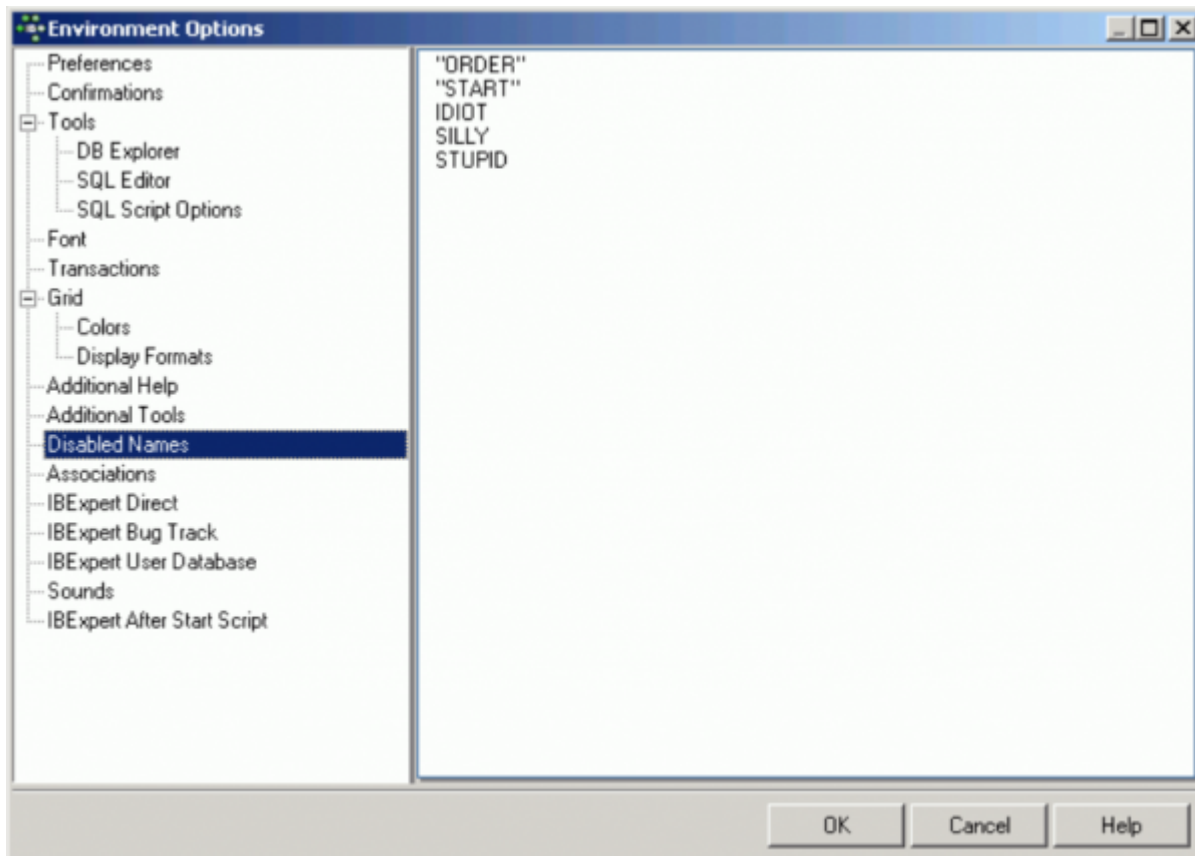 Environment Options
Preferences
Confirmations
Tools
DB Explorer
SQL Editor
SQL Script Options
Font
Transactions
Grid
Colors
Display Formats
Additional Help
Additional Tools
Disabled Names
Associations
IBExpert Direct
IBExpert Bug Track
IBExpert User Database
Sounds
IBExpert After Start Script
"ORDER"
"START"
IDIOT
SILLY
STUPID
OK Cancel Help